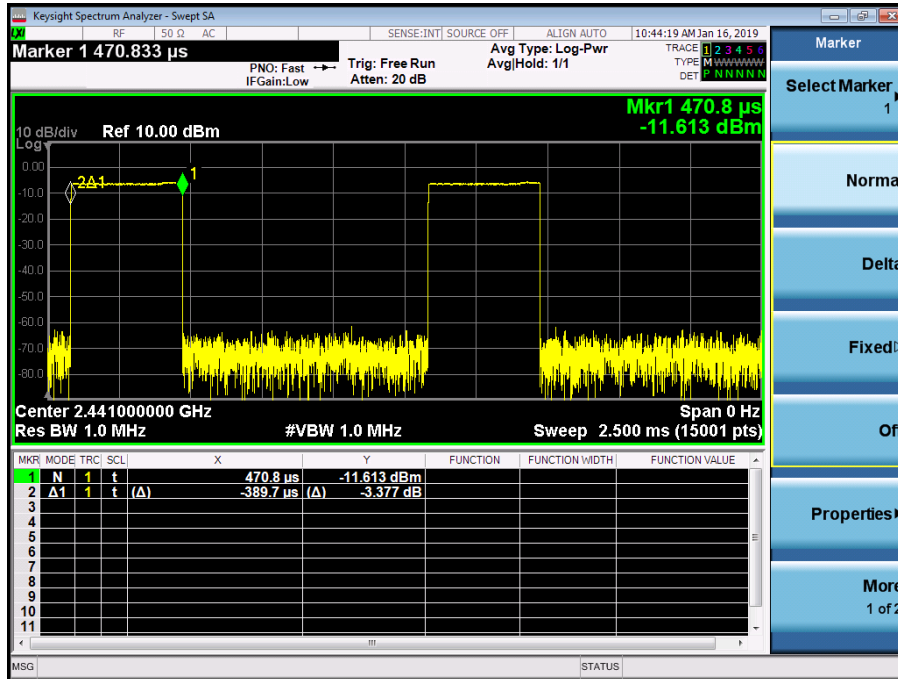 Keysight Spectrum Analyzer - Swept SA
LXI RF 50 Ω AC SENSE:INT SOURCE OFF ALIGN AUTO 10:44:19 AM Jan 16, 2019
Marker 1 470.833 µs
PNO: Fast
IFGain:Low
Trig: Free Run
Atten: 20 dB
Avg Type: Log-Pwr
Avg|Hold: 1/1
TRACE 1 2 3 4 5 6
TYPE M WWWWW
DET P N N N N N
Mkr1 470.8 µs
-11.613 dBm
10 dB/div Ref 10.00 dBm
Log
0.00
-10.0
-20.0
-30.0
-40.0
-50.0
-60.0
-70.0
-80.0
2Δ1
1
Center 2.441000000 GHz Span 0 Hz
Res BW 1.0 MHz #VBW 1.0 MHz Sweep 2.500 ms (15001 pts)
MKR MODE TRC SCL X Y FUNCTION FUNCTION WIDTH FUNCTION VALUE
1 N 1 t 470.8 µs -11.613 dBm
2 Δ1 1 t (Δ) -389.7 µs (Δ) -3.377 dB
3
4
5
6
7
8
9
10
11
MSG STATUS
Marker
Select Marker
1
Norma
Delta
Fixed
Of
Properties
More
1 of 2